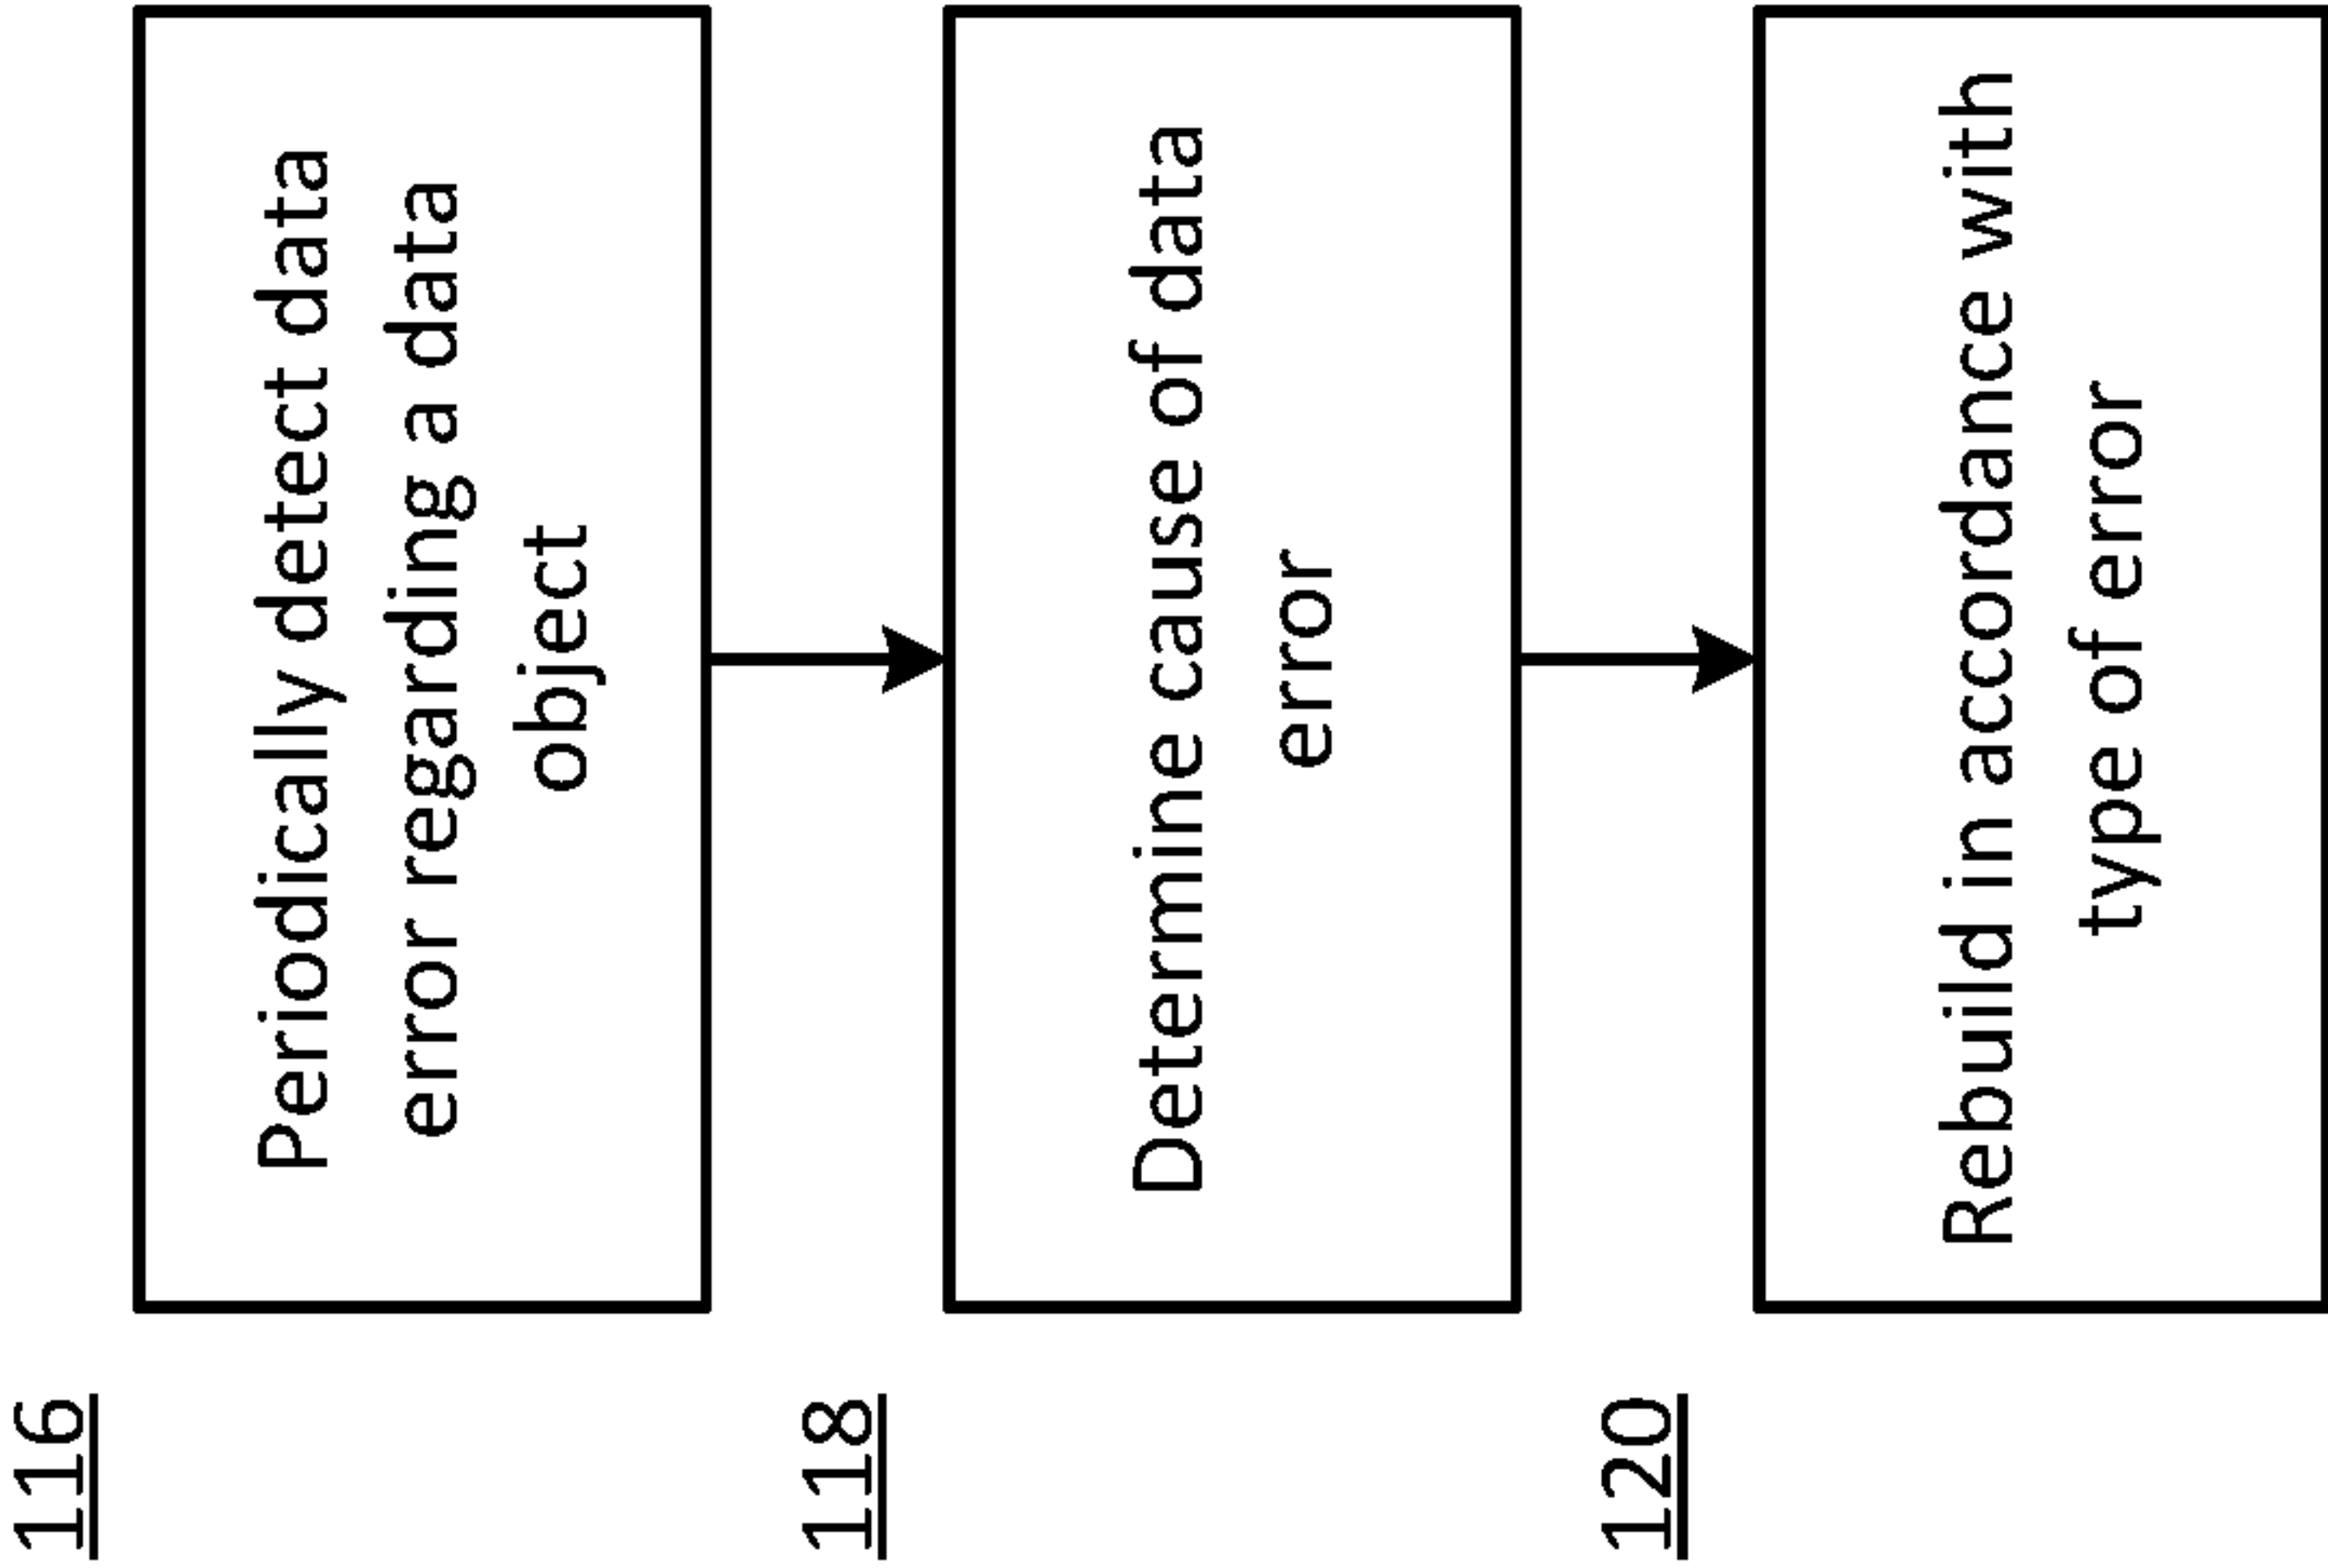 116
Periodically detect data
error regarding a data
object
118
Determine cause of data
error
120
Rebuild in accordance with
type of error